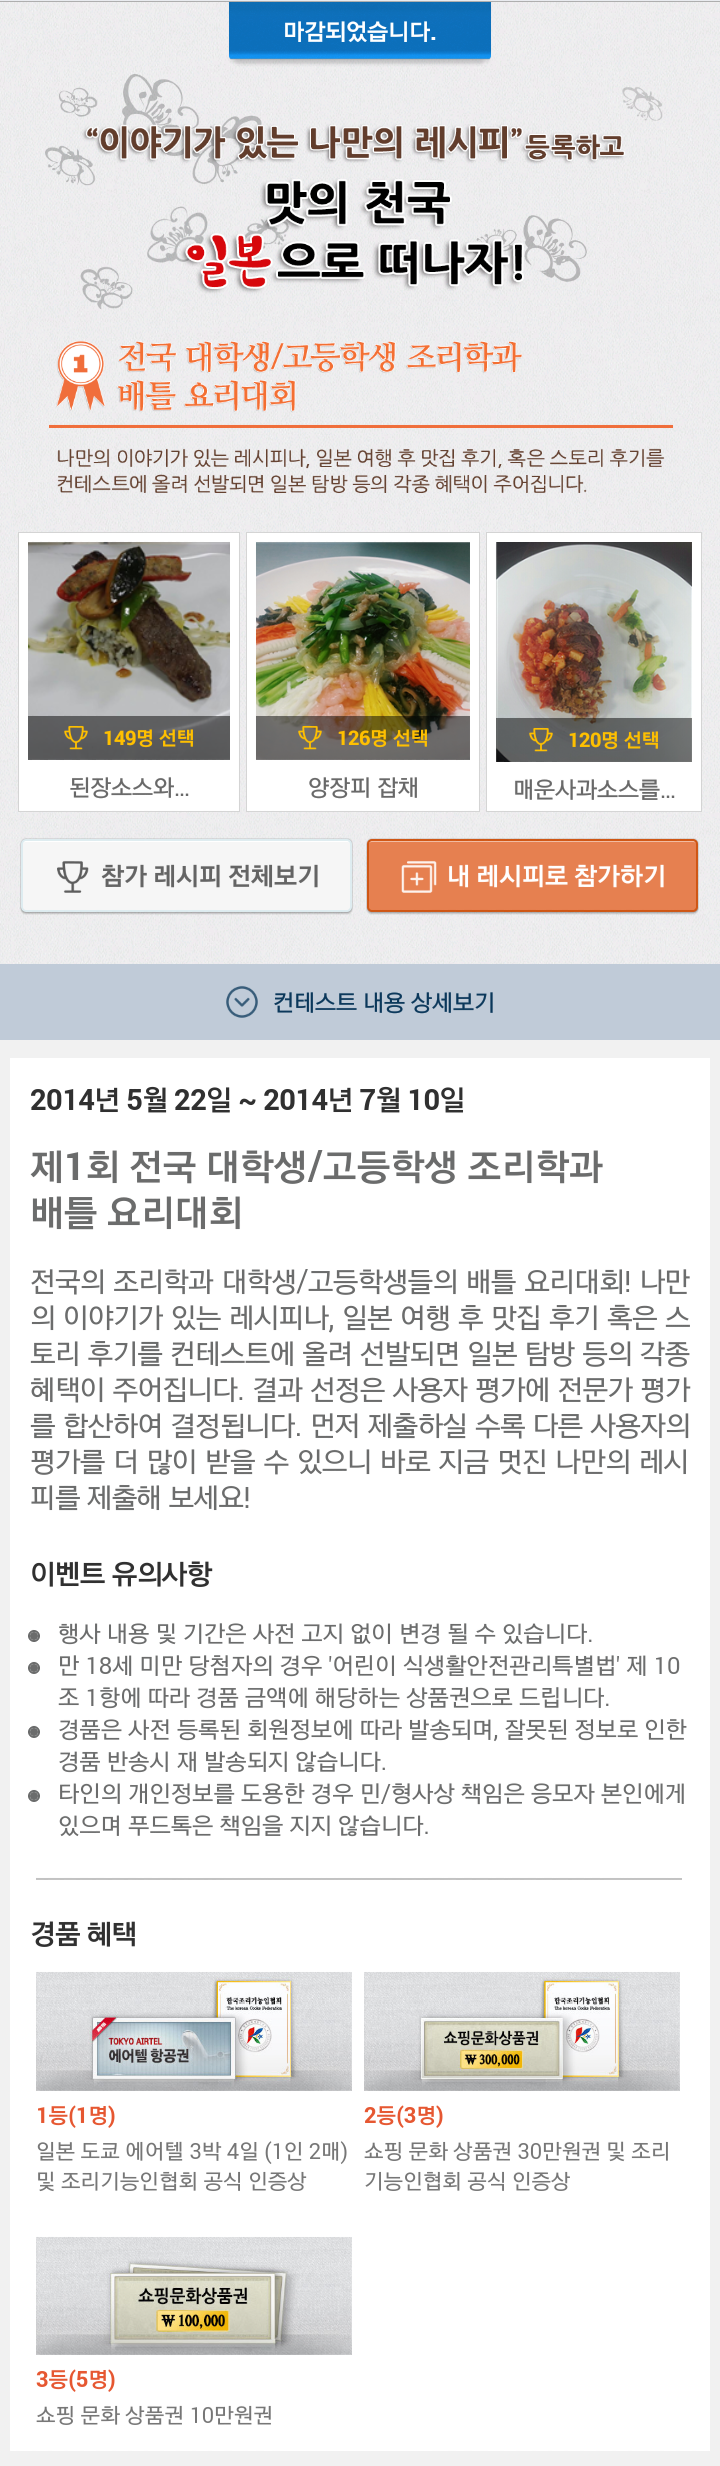 마감되었습니다.
“이야기가 있는 나만의 레시피” 등록하고
맛의 천국
일본으로 떠나자!
1
전국 대학생/고등학생 조리학과
배틀 요리대회
나만의 이야기가 있는 레시피나, 일본 여행 후 맛집 후기, 혹은 스토리 후기를
컨테스트에 올려 선발되면 일본 탐방 등의 각종 혜택이 주어집니다.
149명 선택
126명 선택
120명 선택
된장소스와...
양장피 잡채
매운사과소스를...
참가 레시피 전체보기
내 레시피로 참가하기
컨테스트 내용 상세보기
2014년 5월 22일 ~ 2014년 7월 10일
제1회 전국 대학생/고등학생 조리학과
배틀 요리대회
전국의 조리학과 대학생/고등학생들의 배틀 요리대회! 나만
의 이야기가 있는 레시피나, 일본 여행 후 맛집 후기 혹은 스
토리 후기를 컨테스트에 올려 선발되면 일본 탐방 등의 각종
혜택이 주어집니다. 결과 선정은 사용자 평가에 전문가 평가
를 합산하여 결정됩니다. 먼저 제출하실 수록 다른 사용자의
평가를 더 많이 받을 수 있으니 바로 지금 멋진 나만의 레시
피를 제출해 보세요!
이벤트 유의사항
행사 내용 및 기간은 사전 고지 없이 변경 될 수 있습니다.
만 18세 미만 당첨자의 경우 '어린이 식생활안전관리특별법' 제 10
조 1항에 따라 경품 금액에 해당하는 상품권으로 드립니다.
경품은 사전 등록된 회원정보에 따라 발송되며, 잘못된 정보로 인한
경품 반송시 재 발송되지 않습니다.
타인의 개인정보를 도용한 경우 민/형사상 책임은 응모자 본인에게
있으며 푸드톡은 책임을 지지 않습니다.
경품 혜택
한국조리기능인협회
The korean Cooks Federation
TOKYO AIRTEL
에어텔 항공권
한국조리기능인협회
The korean Cooks Federation
쇼핑문화상품권
₩ 300,000
1등(1명)
2등(3명)
일본 도쿄 에어텔 3박 4일 (1인 2매)
및 조리기능인협회 공식 인증상
쇼핑 문화 상품권 30만원권 및 조리
기능인협회 공식 인증상
쇼핑문화상품권
₩ 100,000
3등(5명)
쇼핑 문화 상품권 10만원권